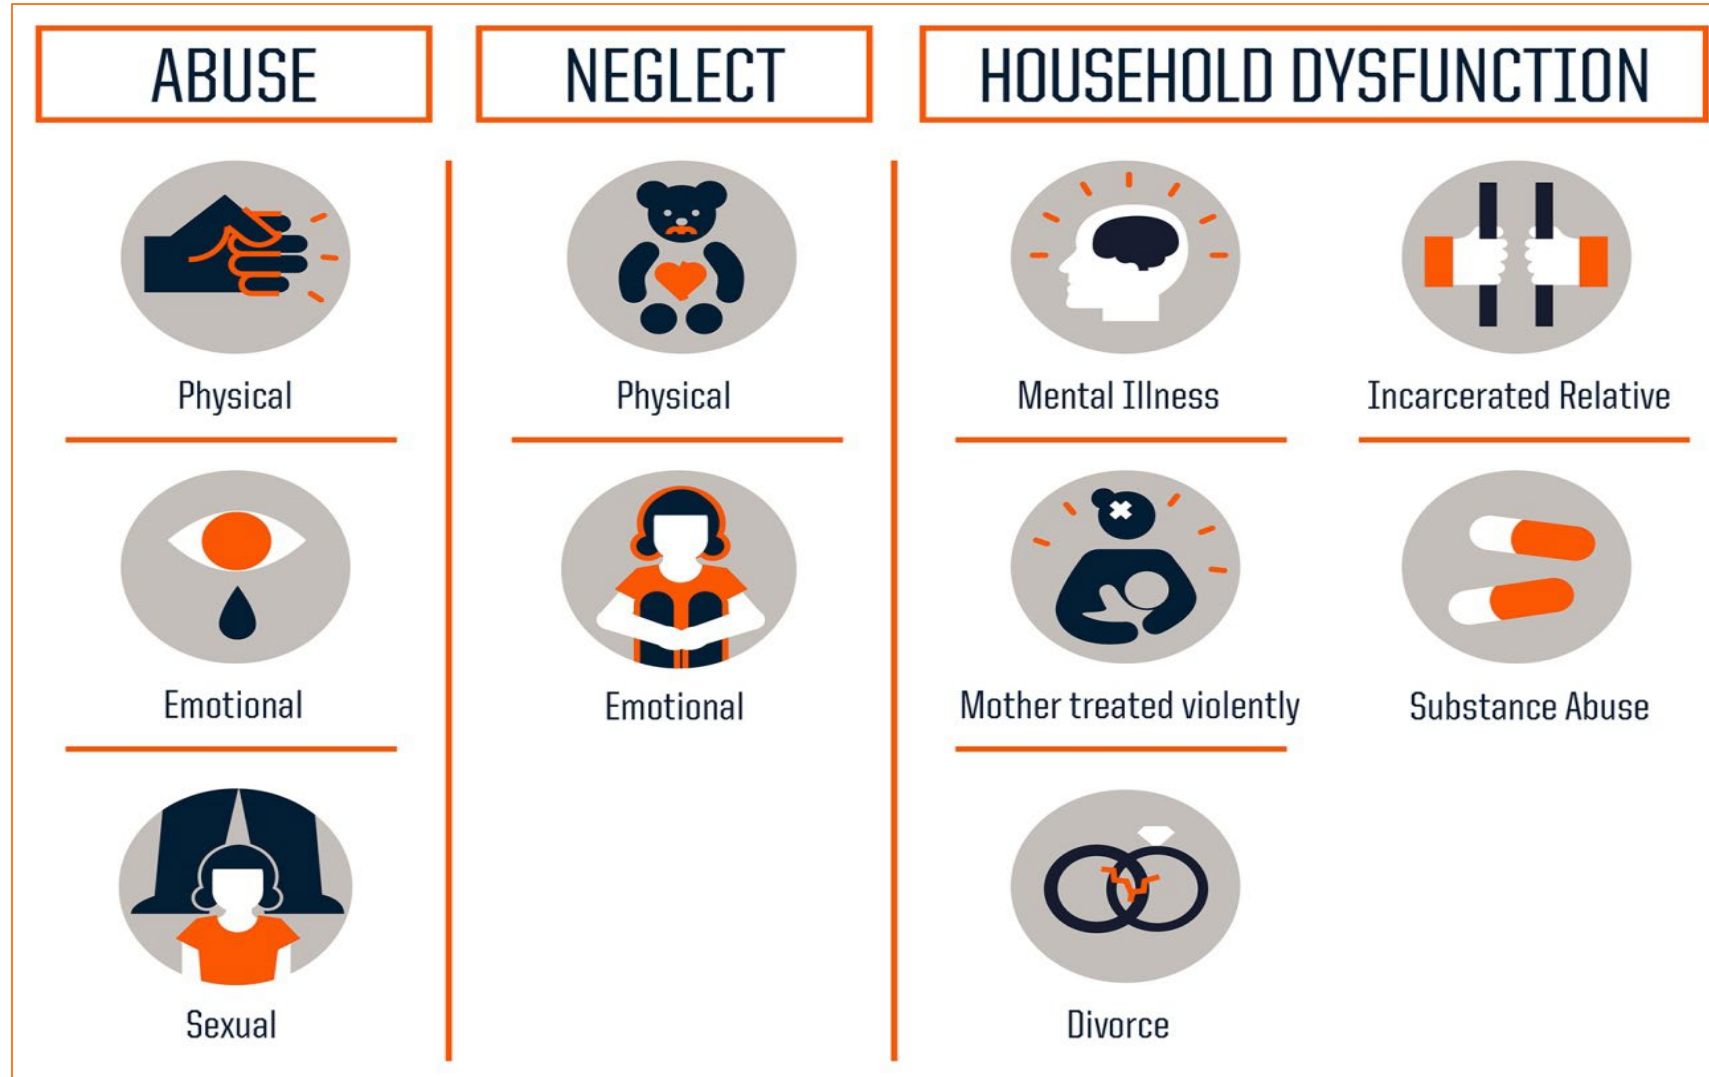 ABUSE
Physical
Emotional
Sexual
NEGLECT
Physical
Emotional
HOUSEHOLD DYSFUNCTION
Mental Illness
Incarcerated Relative
Mother treated violently
Substance Abuse
Divorce